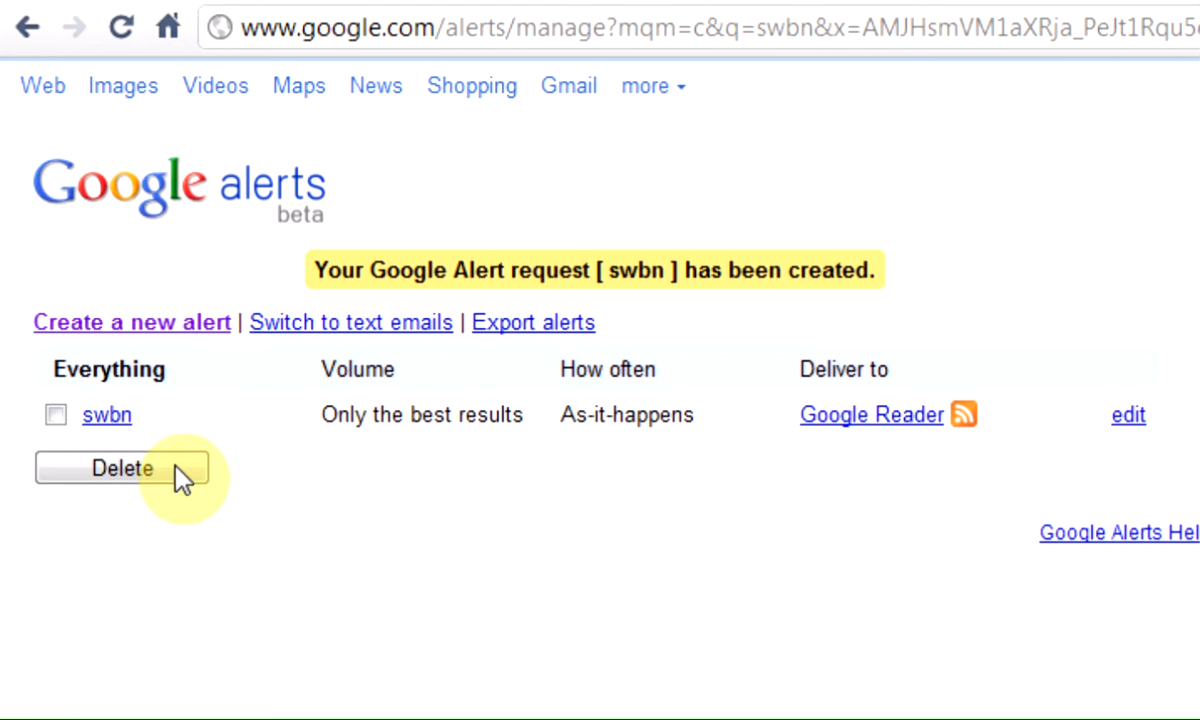 www.google.com/alerts/manage?mqm=c&q=swbn&x=AMJHsmVM1aXRja_PeJt1Rqu5
Web Images Videos Maps News Shopping Gmail more
Google alerts
beta
Your Google Alert request [ swbn ] has been created.
Create a new alert | Switch to text emails | Export alerts
Everything Volume How often Deliver to
swbn Only the best results As-it-happens Google Reader edit
Delete
Google Alerts Hel